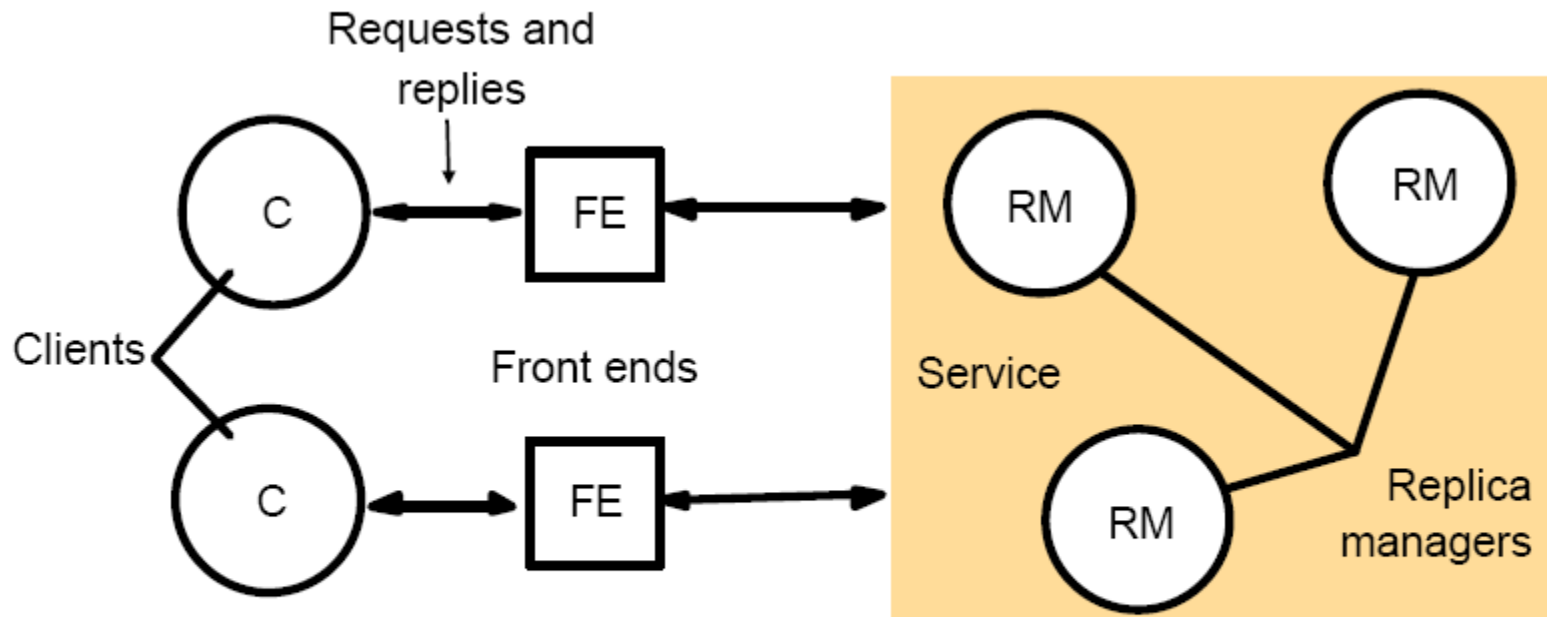 Requests and
replies
C
FE
RM
RM
Clients
Front ends
Service
C
FE
RM
Replica
managers